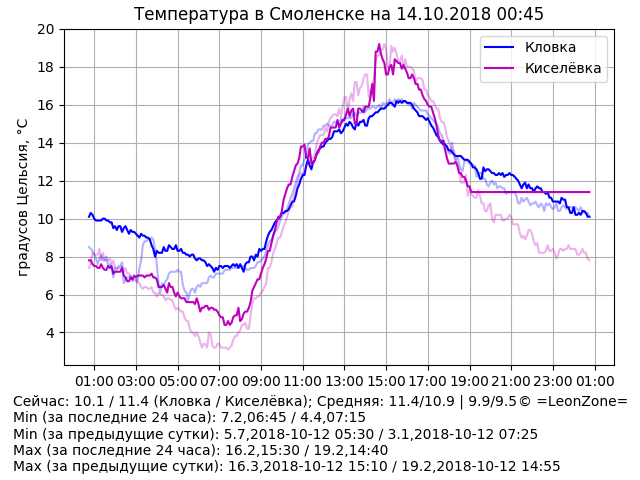 Температура в Смоленске на 14.10.2018 00:45
Кловка
Киселёвка
градусов Цельсия, °C
20
18
16
14
12
10
8
6
4
01:00 03:00 05:00 07:00 09:00 11:00 13:00 15:00 17:00 19:00 21:00 23:00 01:00
Сейчас: 10.1 / 11.4 (Кловка / Киселёвка); Средняя: 11.4/10.9 | 9.9/9.5© =LeonZone=
Min (за последние 24 часа): 7.2,06:45 / 4.4,07:15
Min (за предыдущие сутки): 5.7,2018-10-12 05:30 / 3.1,2018-10-12 07:25
Max (за последние 24 часа): 16.2,15:30 / 19.2,14:40
Max (за предыдущие сутки): 16.3,2018-10-12 15:10 / 19.2,2018-10-12 14:55